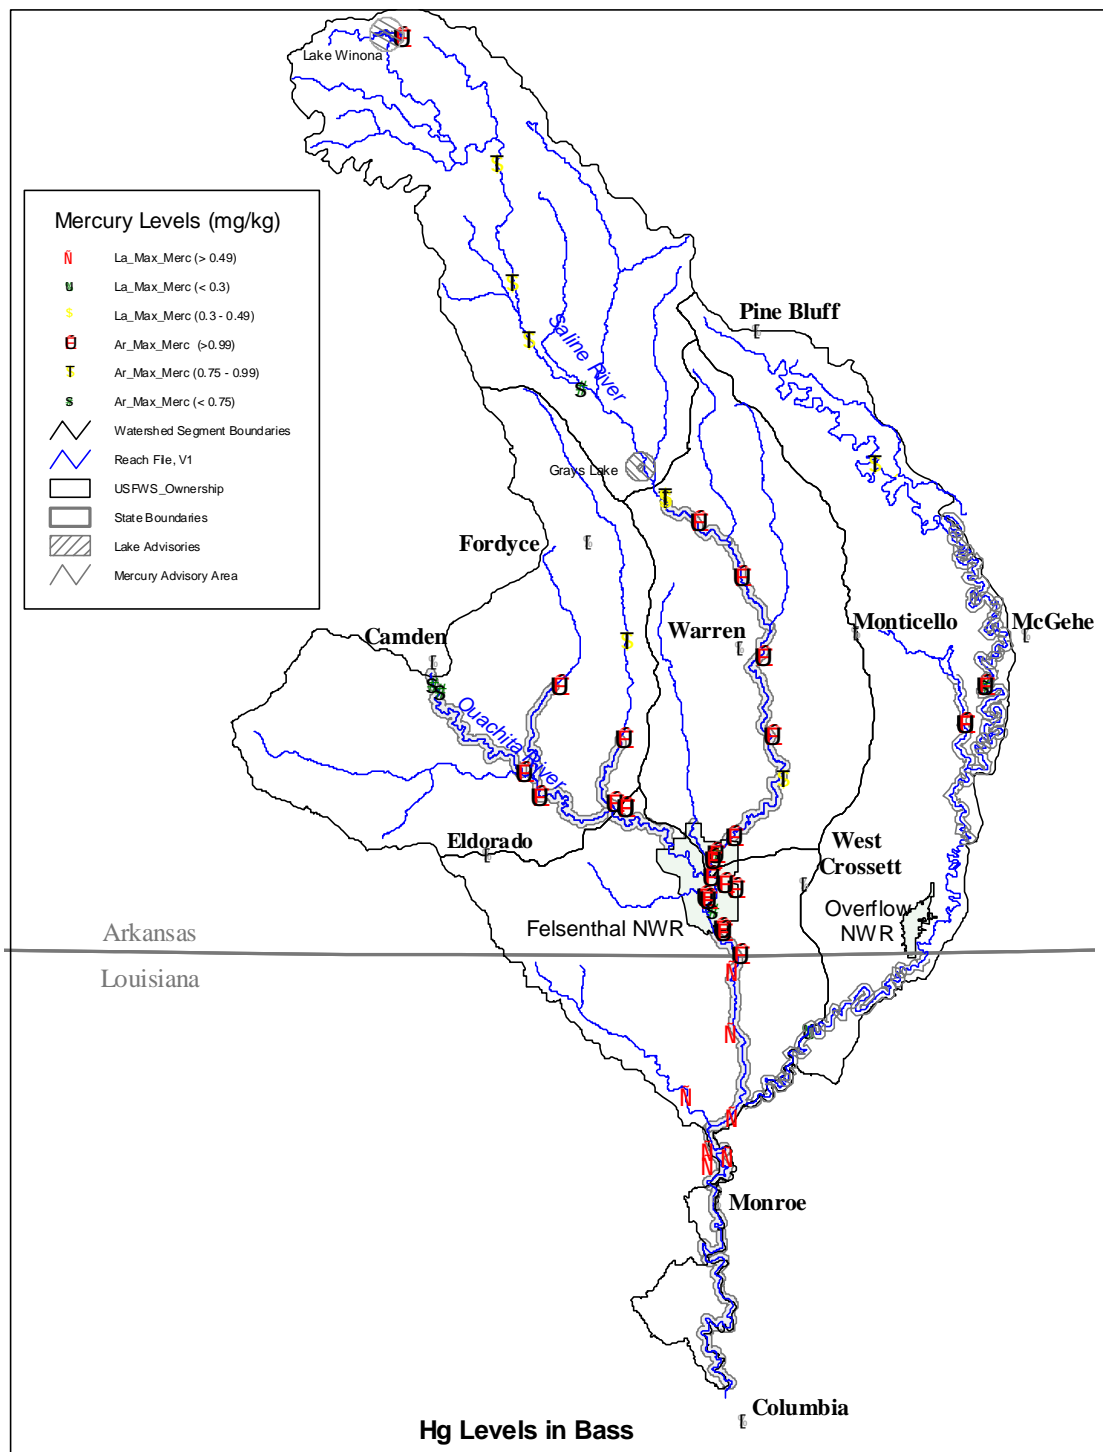 Lake Winona
Mercury Levels (mg/kg)
La_Max_Merc (> 0.49)
La_Max_Merc (< 0.3)
La_Max_Merc (0.3 - 0.49)
Ar_Max_Merc (>0.99)
Ar_Max_Merc (0.75 - 0.99)
Ar_Max_Merc (< 0.75)
Watershed Segment Boundaries
Reach File, V1
USFWS_Ownership
State Boundaries
Lake Advisories
Mercury Advisory Area
Pine Bluff
Saline River
Grays Lake
Fordyce
Camden
Warren
Monticello
McGehe
Ouachita River
Eldorado
West
Crossett
Felsenthal NWR
Overflow
NWR
Arkansas
Louisiana
Monroe
Columbia
Hg Levels in Bass